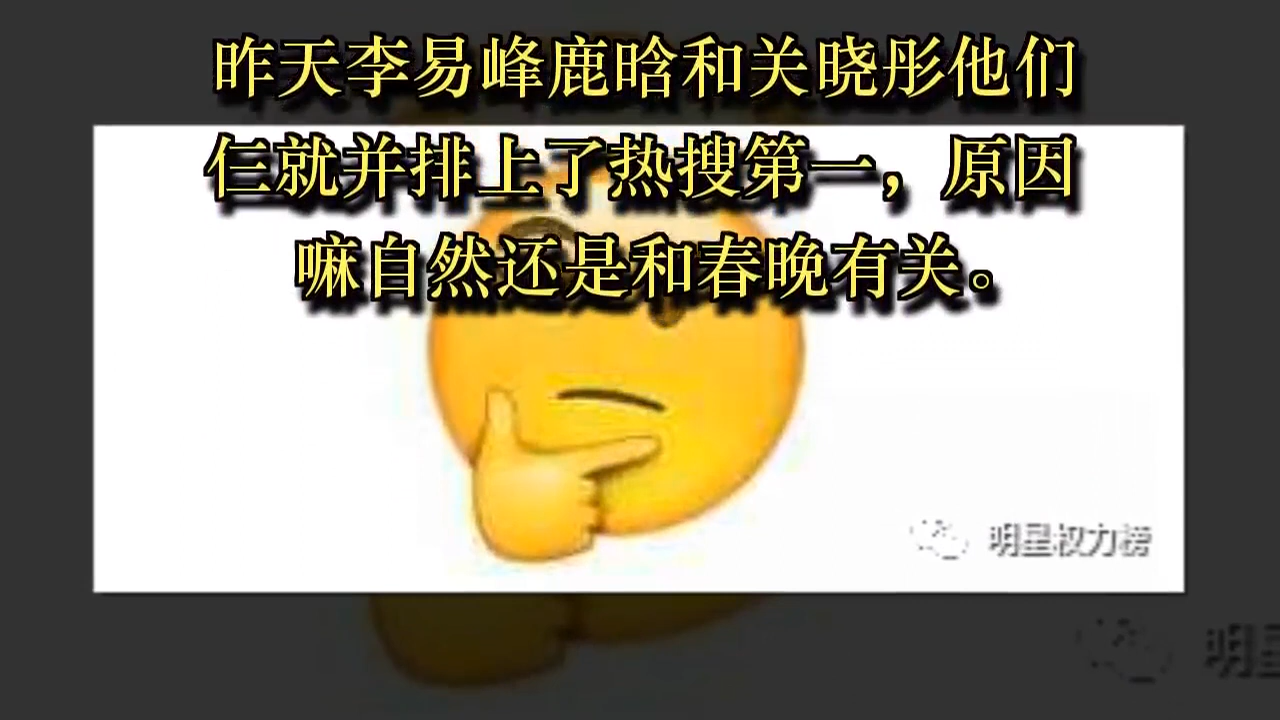 昨天李易峰鹿晗和关晓彤他们
仨就并排上了热搜第一，原因
嘛自然还是和春晚有关。
明星权力榜
明星